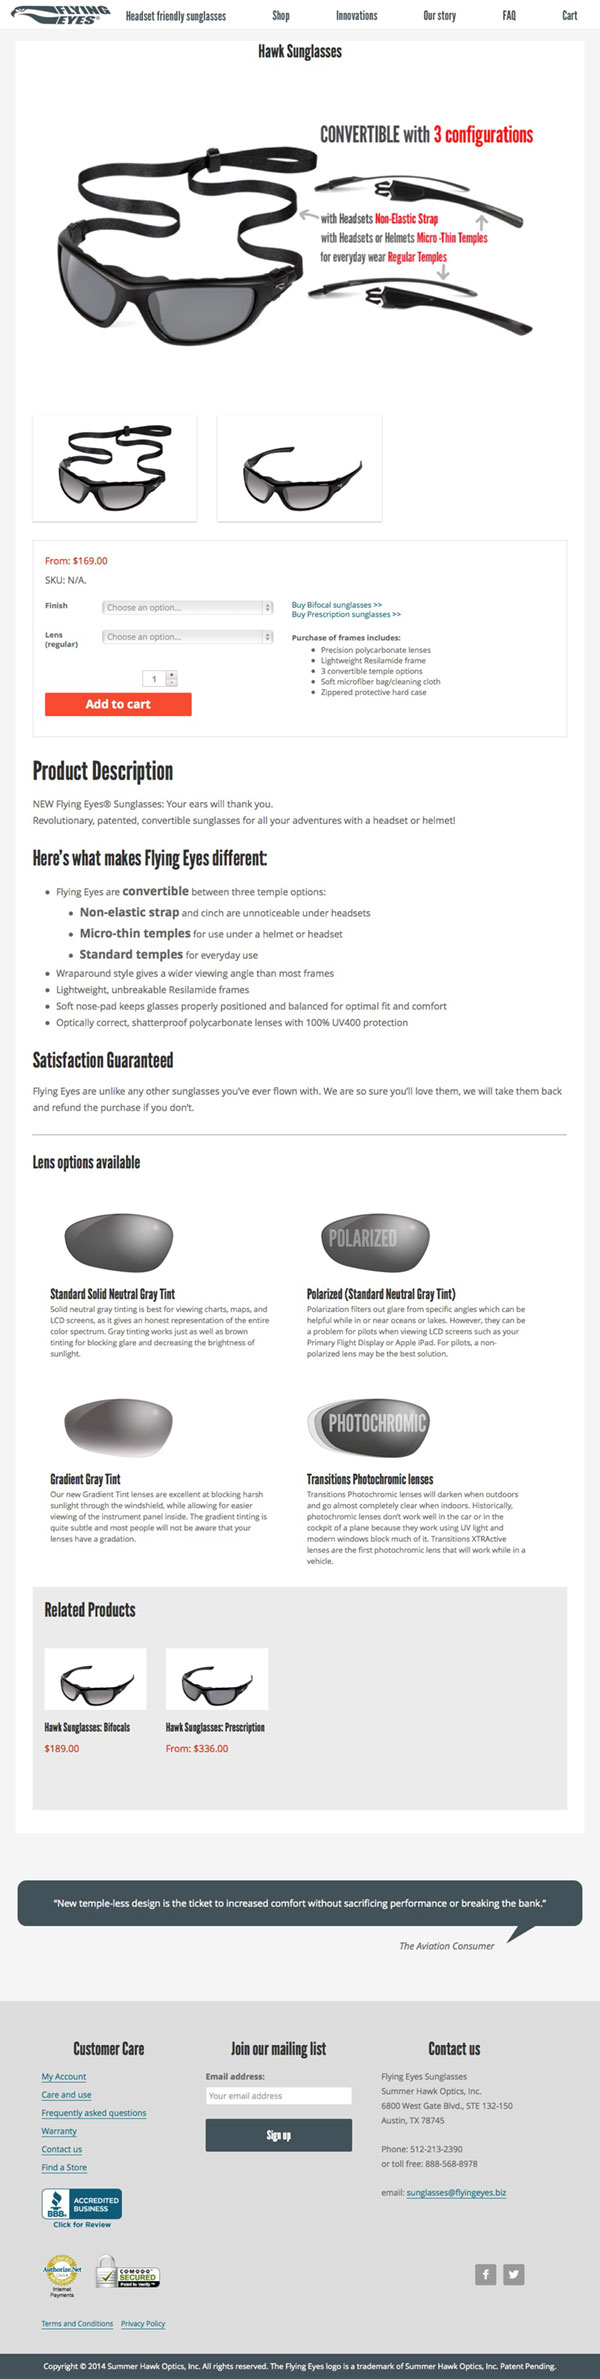 FLYING EYES®
Headset friendly sunglasses
Shop
Innovations
Our story
FAQ
Cart
Hawk Sunglasses
CONVERTIBLE with 3 configurations
with Headsets Non-Elastic Strap
with Headsets or Helmets Micro -Thin Temples
for everyday wear Regular Temples
From: $169.00
SKU: N/A.
Finish
Choose an option...
Lens (regular)
Choose an option...
1
Add to cart
Buy Bifocal sunglasses >>
Buy Prescription sunglasses >>
Purchase of frames includes:
Precision polycarbonate lenses
Lightweight Resilamide frame
3 convertible temple options
Soft microfiber bag/cleaning cloth
Zippered protective hard case
Product Description
NEW Flying Eyes® Sunglasses: Your ears will thank you.
Revolutionary, patented, convertible sunglasses for all your adventures with a headset or helmet!
Here's what makes Flying Eyes different:
Flying Eyes are convertible between three temple options:
Non-elastic strap and cinch are unnoticeable under headsets
Micro-thin temples for use under a helmet or headset
Standard temples for everyday use
Wraparound style gives a wider viewing angle than most frames
Lightweight, unbreakable Resilamide frames
Soft nose-pad keeps glasses properly positioned and balanced for optimal fit and comfort
Optically correct, shatterproof polycarbonate lenses with 100% UV400 protection
Satisfaction Guaranteed
Flying Eyes are unlike any other sunglasses you've ever flown with. We are so sure you'll love them, we will take them back
and refund the purchase if you don't.
Lens options available
Standard Solid Neutral Gray Tint
Solid neutral gray tinting is best for viewing charts, maps, and
LCD screens, as it gives an honest representation of the entire
color spectrum. Gray tinting works just as well as brown
tinting for blocking glare and decreasing the brightness of
sunlight.
POLARIZED
Polarized (Standard Neutral Gray Tint)
Polarization filters out glare from specific angles which can be
helpful while in or near oceans or lakes. However, they can be
a problem for pilots when viewing LCD screens such as your
Primary Flight Display or Apple iPad. For pilots, a non-
polarized lens may be the best solution.
Gradient Gray Tint
Our new Gradient Tint lenses are excellent at blocking harsh
sunlight through the windshield, while allowing for easier
viewing of the instrument panel inside. The gradient tinting is
quite subtle and most people will not be aware that your
lenses have a gradation.
PHOTOCHROMIC
Transitions Photochromic lenses
Transitions Photochromic lenses will darken when outdoors
and go almost completely clear when indoors. Historically,
photochromic lenses don't work well in the car or in the
cockpit of a plane because they work using UV light and
modern windows block much of it. Transitions XTRActive
lenses are the first photochromic lens that will work while in a
vehicle.
Related Products
Hawk Sunglasses: Bifocals
$189.00
Hawk Sunglasses: Prescription
From: $336.00
"New temple-less design is the ticket to increased comfort without sacrificing performance or breaking the bank."
The Aviation Consumer
Customer Care
My Account
Care and use
Frequently asked questions
Warranty
Contact us
Find a Store
BBB
ACCREDITED BUSINESS
Click for Review
Authorize.Net
Internet Payments
COMODO
SECURED
Terms and Conditions
Privacy Policy
Join our mailing list
Email address:
Your email address
Sign up
Contact us
Flying Eyes Sunglasses
Summer Hawk Optics, Inc.
6800 West Gate Blvd., STE 132-150
Austin, TX 78745
Phone: 512-213-2390
or toll free: 888-568-8978
email: sunglasses@flyingeyes.biz
Copyright © 2014 Summer Hawk Optics, Inc. All rights reserved. The Flying Eyes logo is a trademark of Summer Hawk Optics, Inc. Patent Pending.